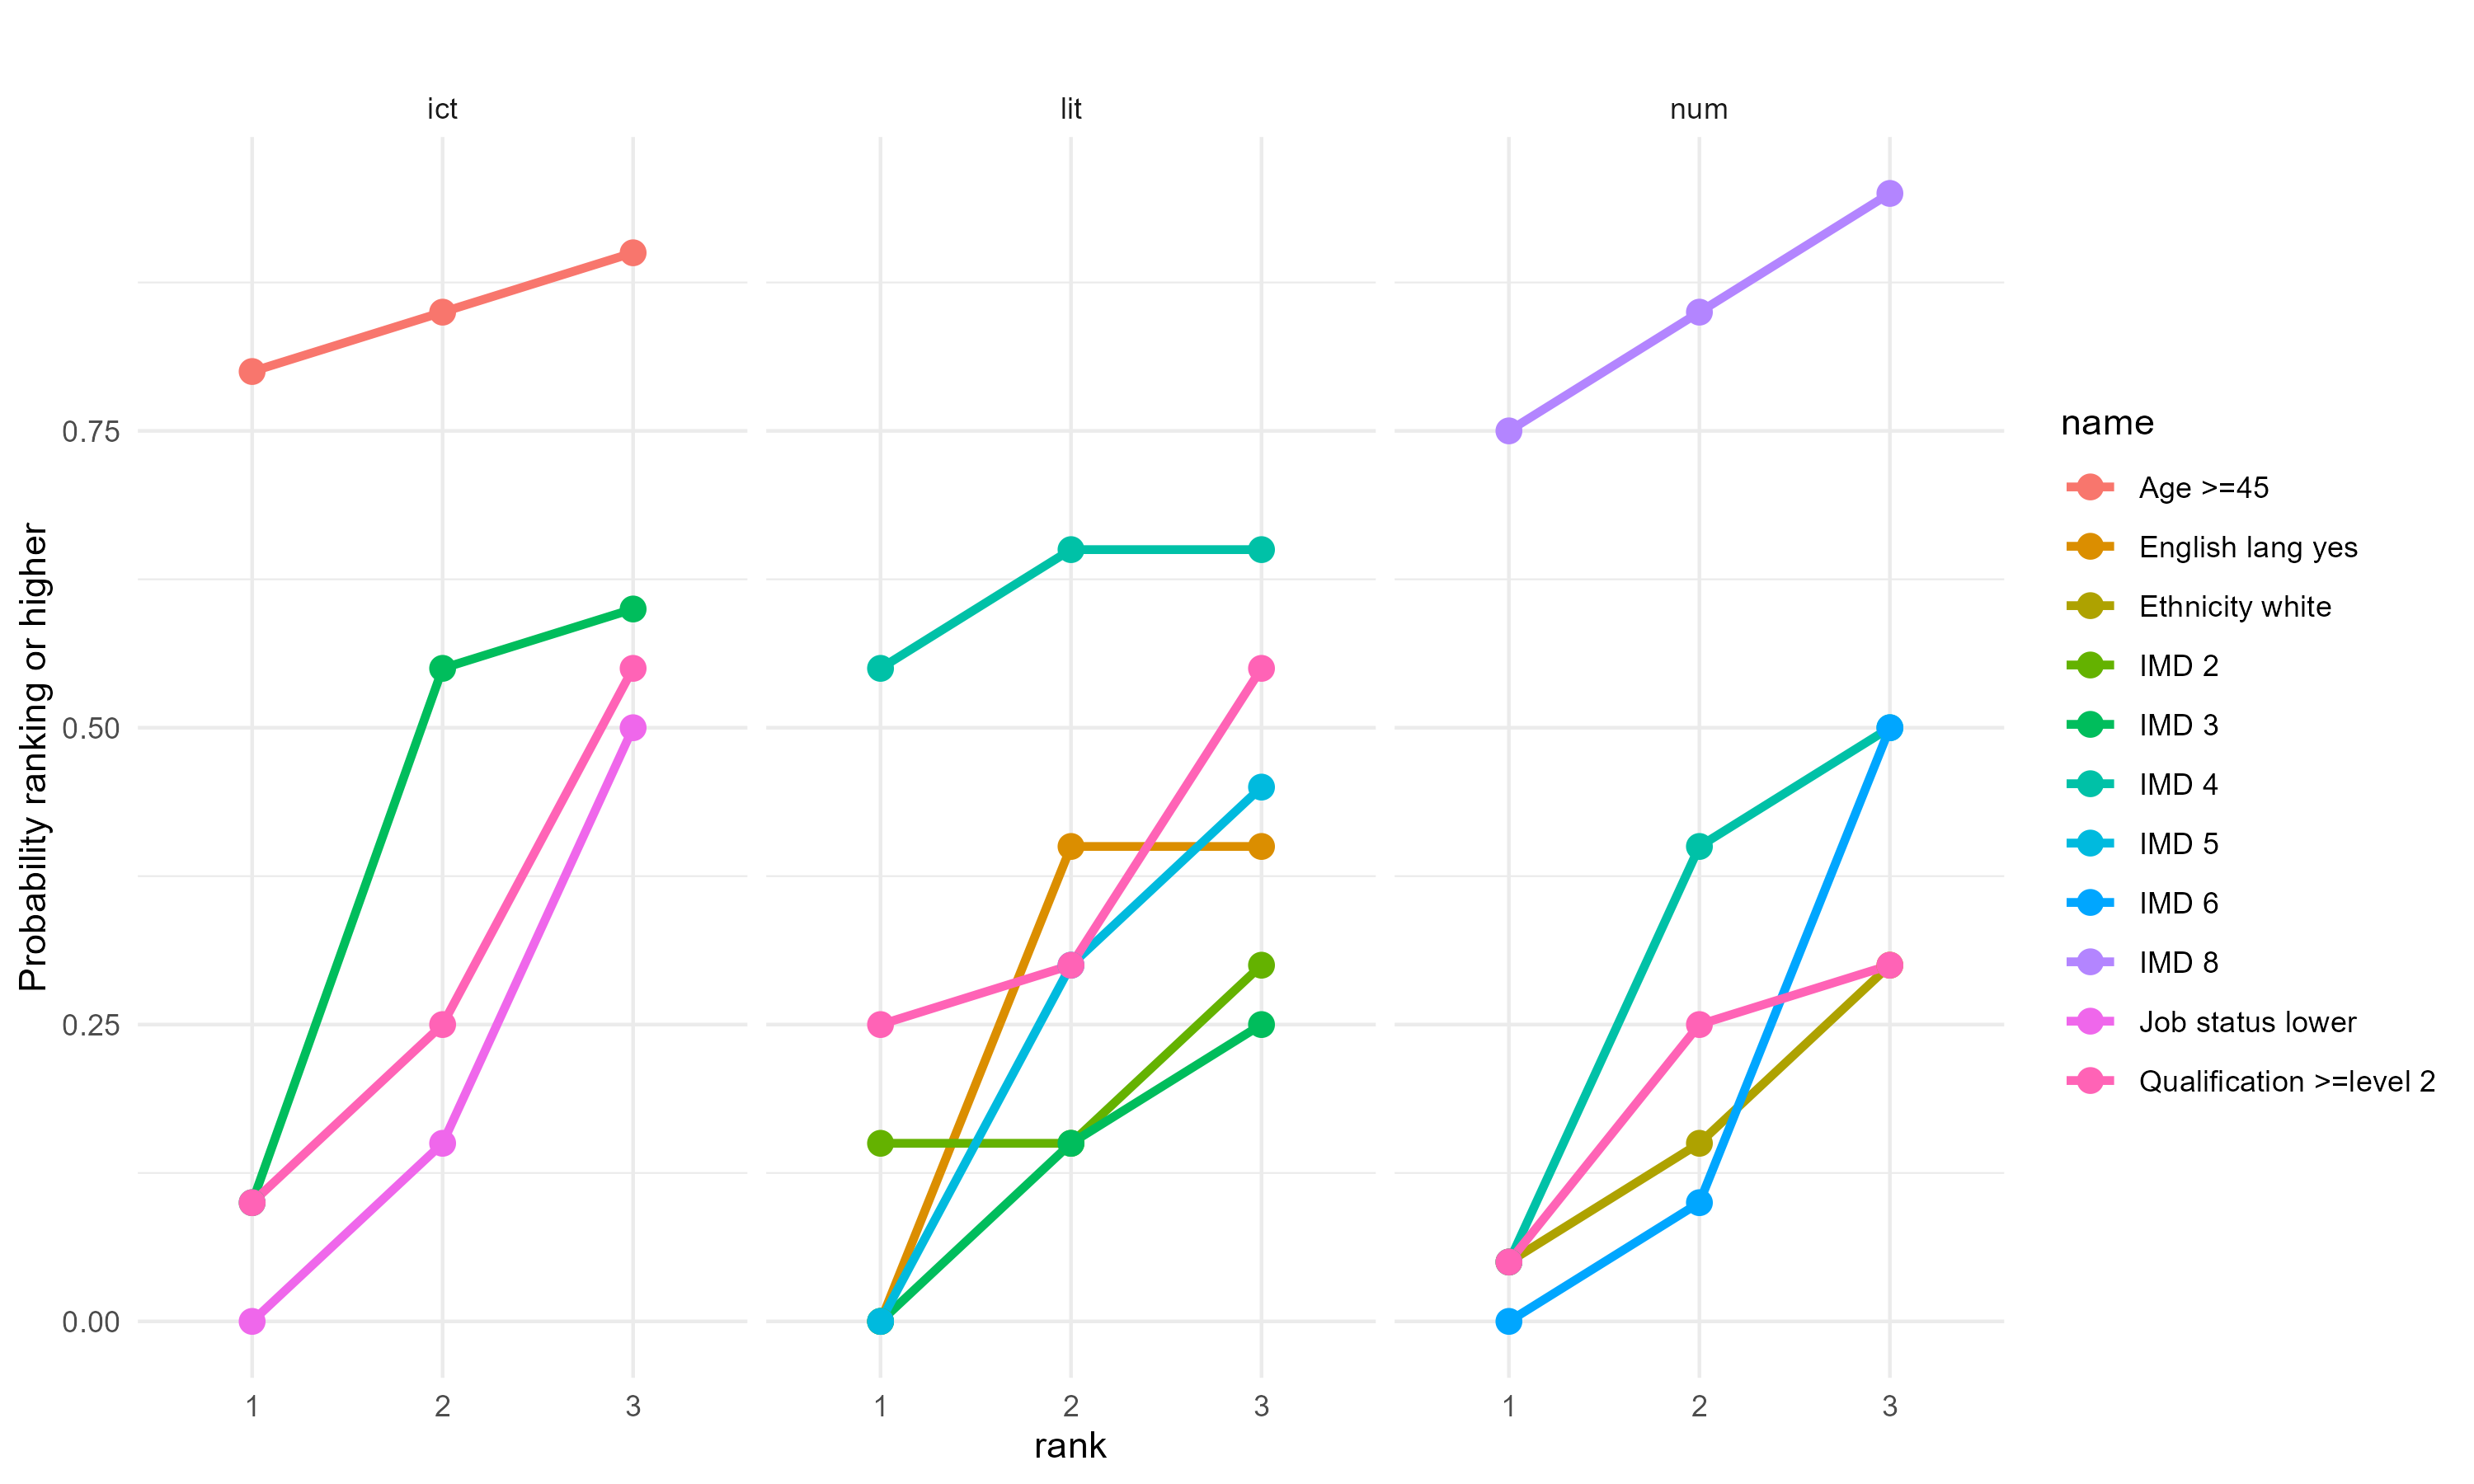 ict
lit
num
Probability ranking or higher
0.75
0.50
0.25
0.00
1
2
3
1
2
3
1
2
3
rank
name
Age >=45
English lang yes
Ethnicity white
IMD 2
IMD 3
IMD 4
IMD 5
IMD 6
IMD 8
Job status lower
Qualification >=level 2